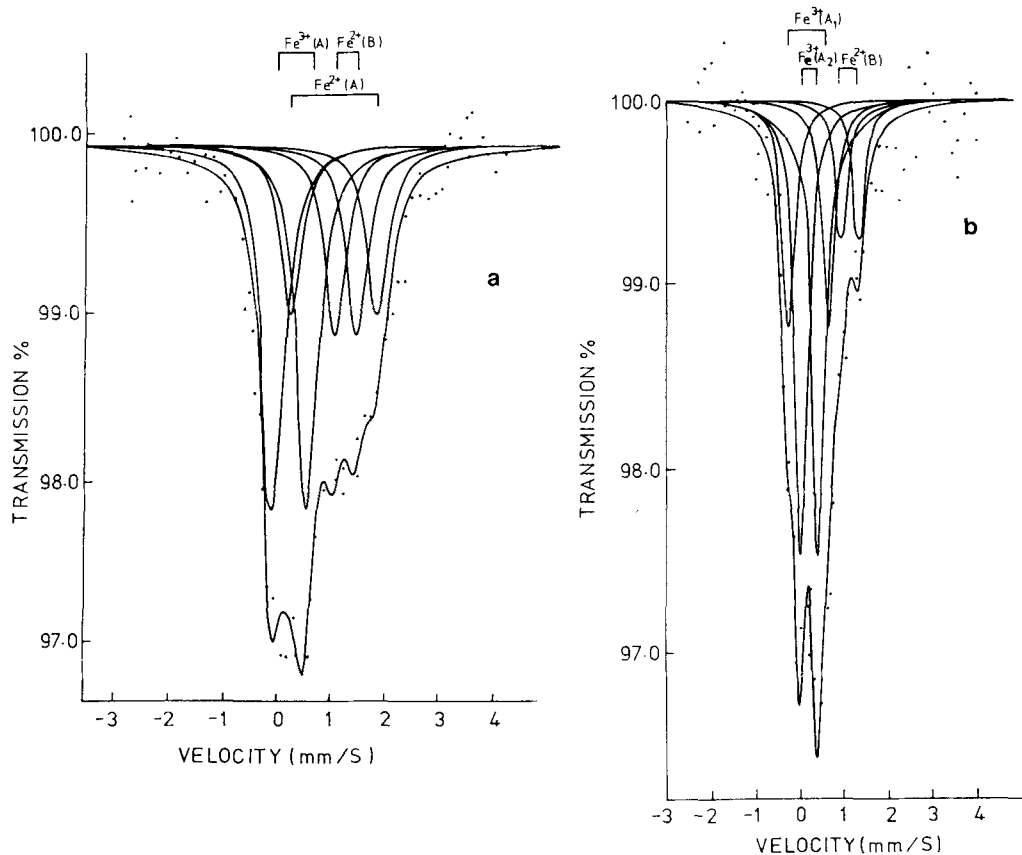 Fe3+(A) Fe2+(B)
Fe2+(A)
100.0
99.0
98.0
97.0
TRANSMISSION %
-3 -2 -1 0 1 2 3 4
VELOCITY (mm/S)
a
Fe3+(A1)
Fe3+(A2) Fe2+(B)
100.0
99.0
98.0
97.0
TRANSMISSION %
-3 -2 -1 0 1 2 3 4
VELOCITY (mm/S)
b